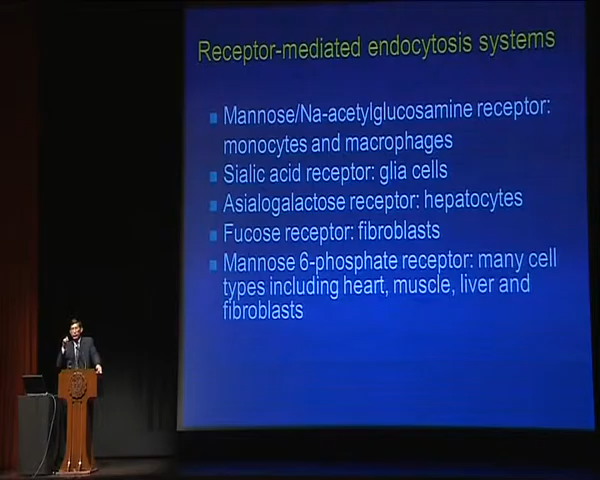 Receptor-mediated endocytosis systems
Mannose/Na-acetylglucosamine receptor:
monocytes and macrophages
Sialic acid receptor: glia cells
Asialogalactose receptor: hepatocytes
Fucose receptor: fibroblasts
Mannose 6-phosphate receptor: many cell
types including heart, muscle, liver and
fibroblasts